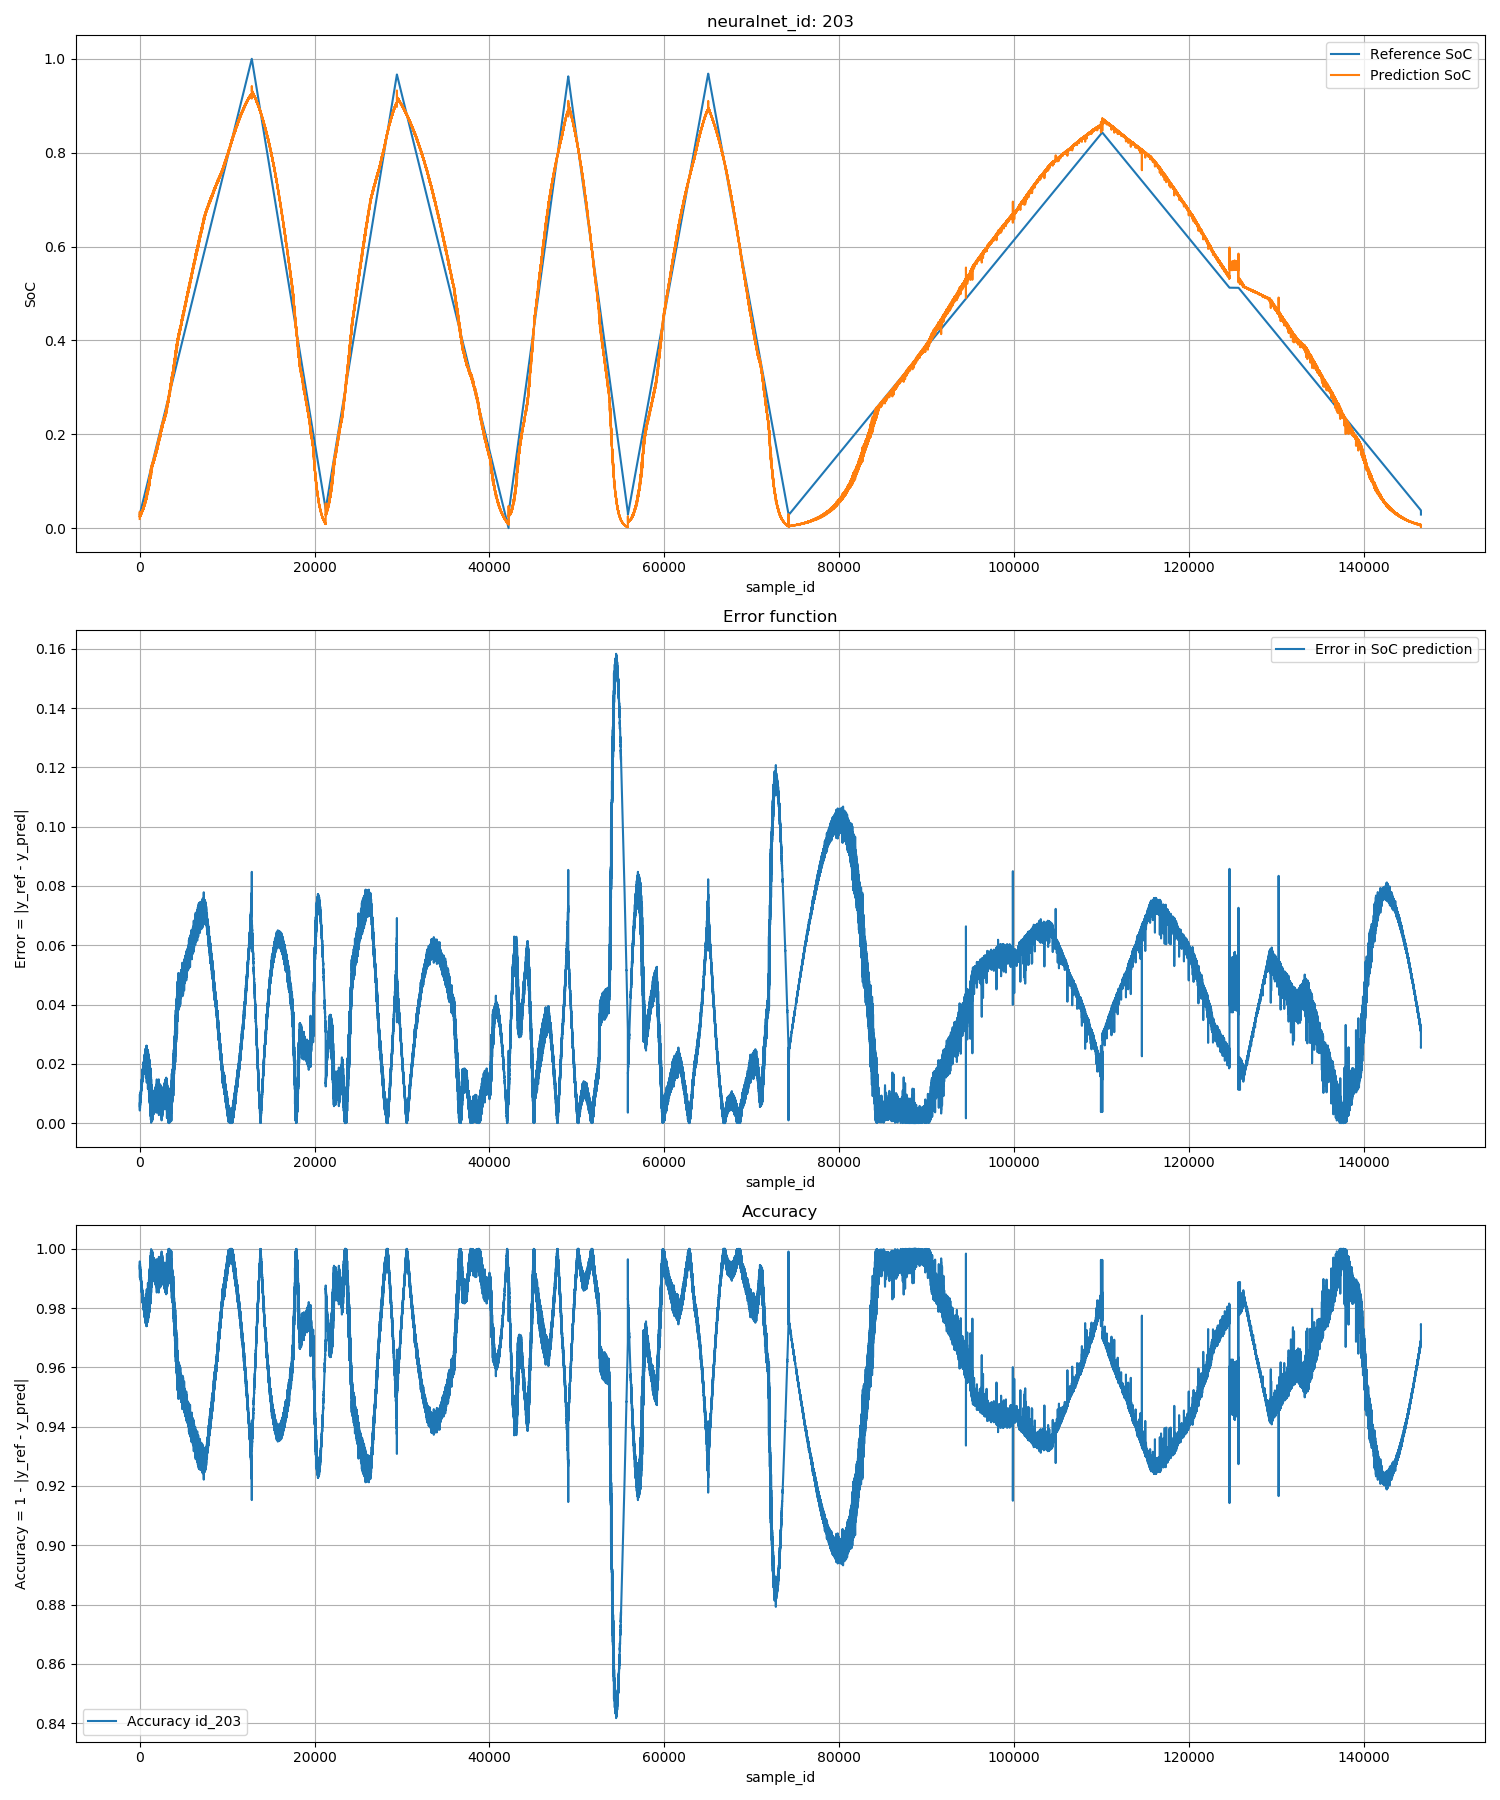 neuralnet_id: 203
Reference SoC
Prediction SoC
1.0
0.8
0.6
0.4
0.2
0.0
SoC
0 20000 40000 60000 80000 100000 120000 140000
sample_id
Error function
Error in SoC prediction
0.16
0.14
0.12
0.10
0.08
0.06
0.04
0.02
0.00
Error = |y_ref - y_pred|
0 20000 40000 60000 80000 100000 120000 140000
sample_id
Accuracy
1.00
0.98
0.96
0.94
0.92
0.90
0.88
0.86
0.84
Accuracy = 1 - |y_ref - y_pred|
Accuracy id_203
0 20000 40000 60000 80000 100000 120000 140000
sample_id